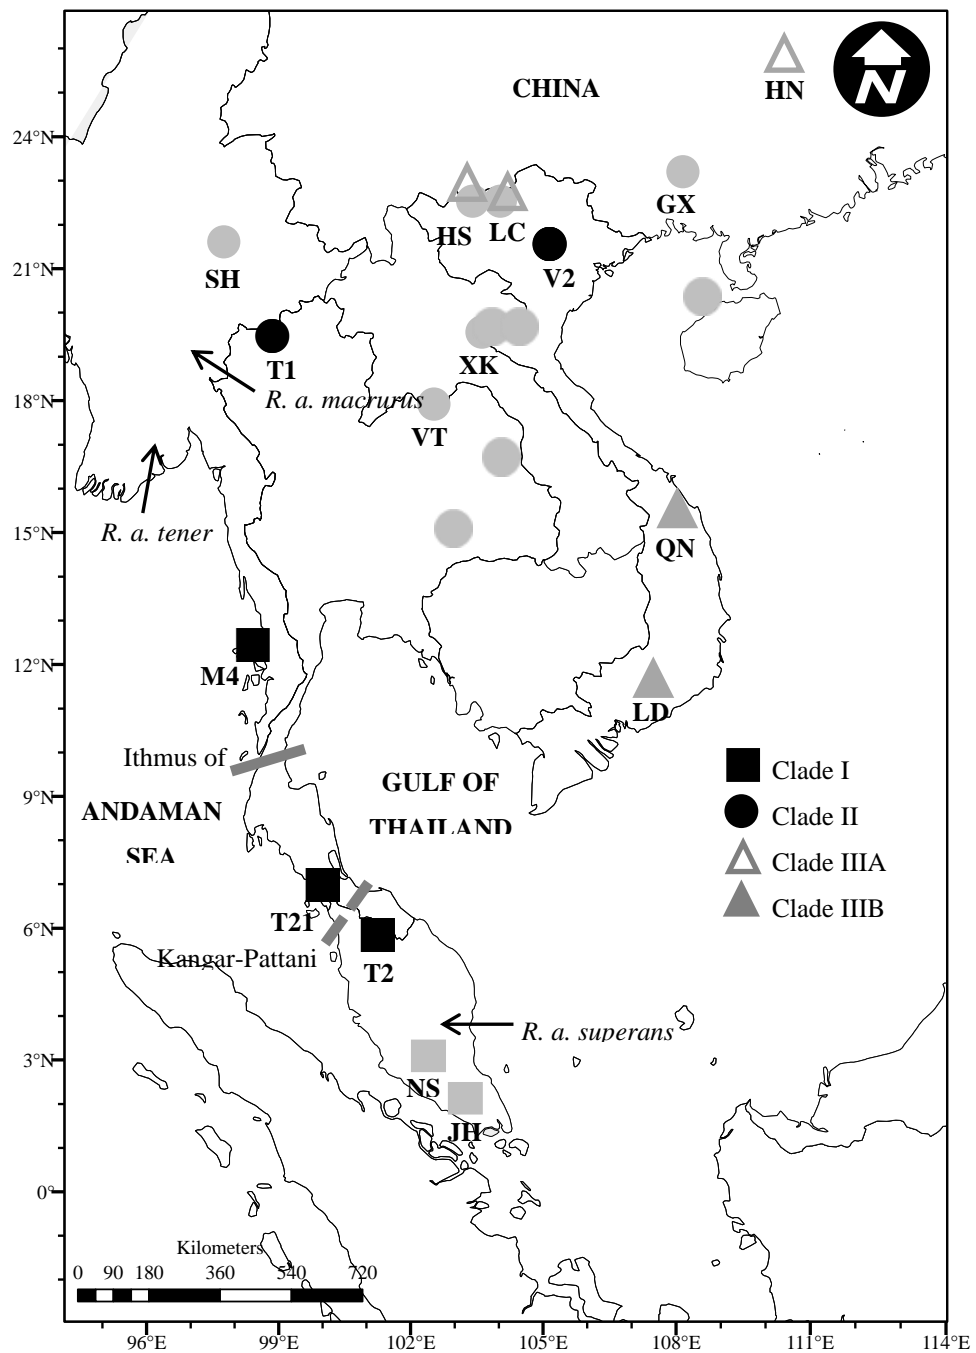 CHINA
HN
N
24°N
GX
HS
LC
V2
SH
21°N
T1
XK
R. a. macrurus
18°N
VT
R. a. tener
15°N
QN
M4
12°N
LD
Ithmus of
GULF OF
THAILAND
Clade I
9°N
ANDAMAN
SEA
Clade II
Clade IIIA
Clade IIIB
T21
6°N
Kangar-Pattani
T2
R. a. superans
3°N
NS
JH
0°
Kilometers
0 90 180 360 540 720
96°E 99°E 102°E 105°E 108°E 111°E 114°E